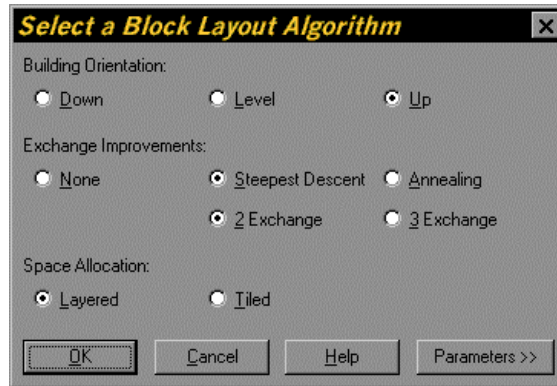 Select a Block Layout Algorithm
Building Orientation:
Down Level Up
Exchange Improvements:
None Steepest Descent Annealing
2 Exchange 3 Exchange
Space Allocation:
Layered Tiled
OK Cancel Help Parameters >>